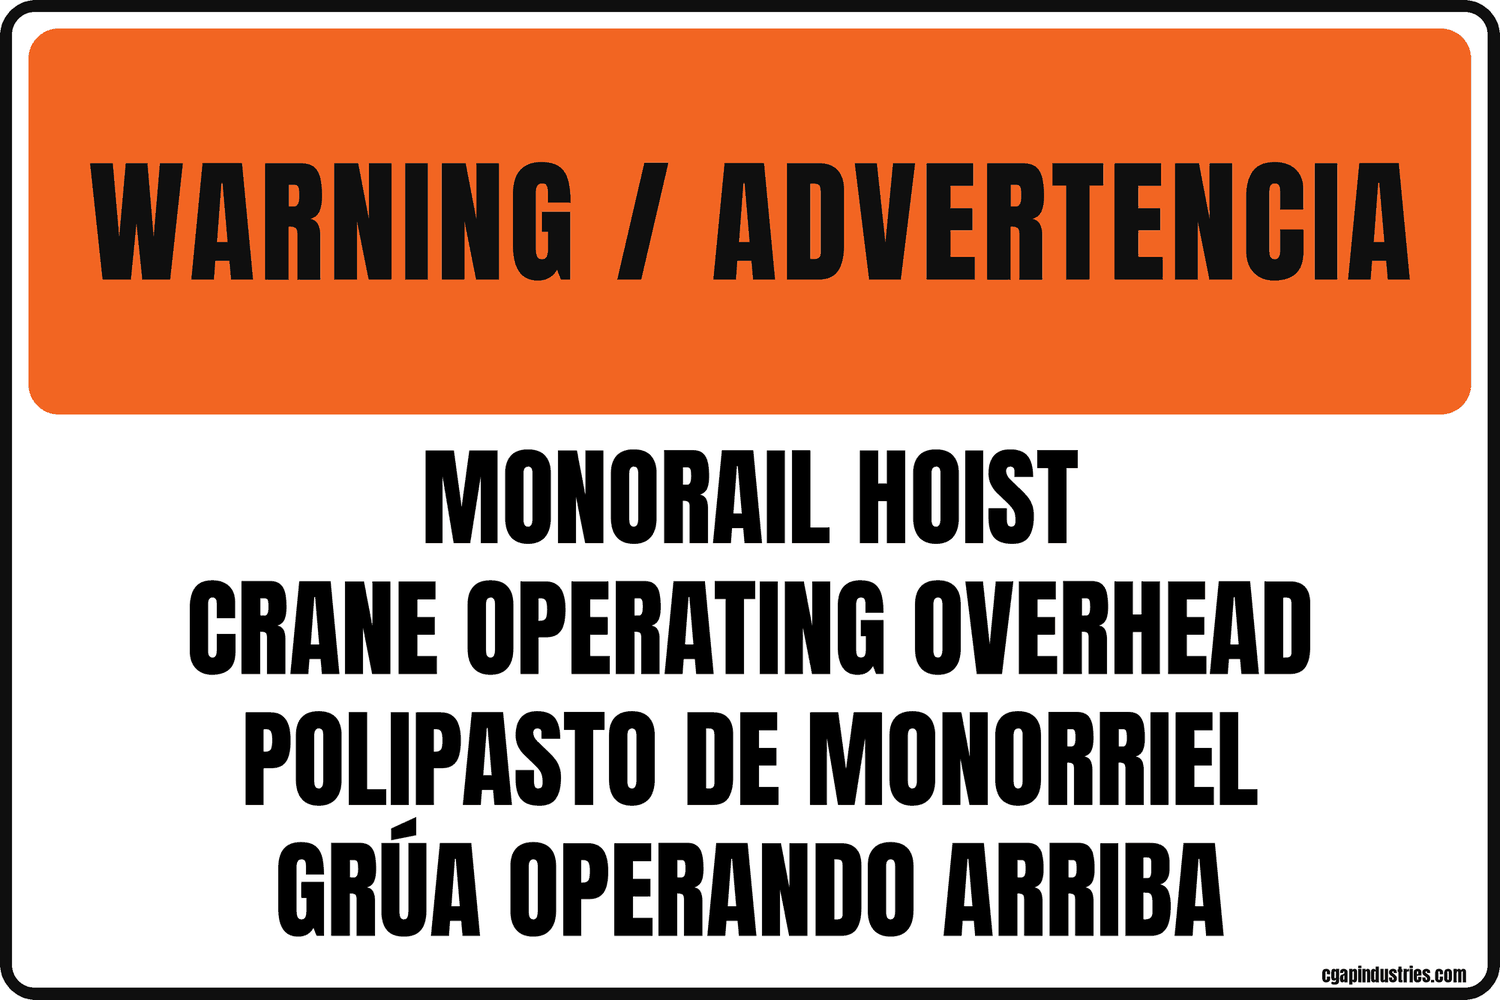 WARNING / ADVERTENCIA
MONORAIL HOIST
CRANE OPERATING OVERHEAD
POLIPASTO DE MONORRIEL
GRÚA OPERANDO ARRIBA
cgapindustries.com